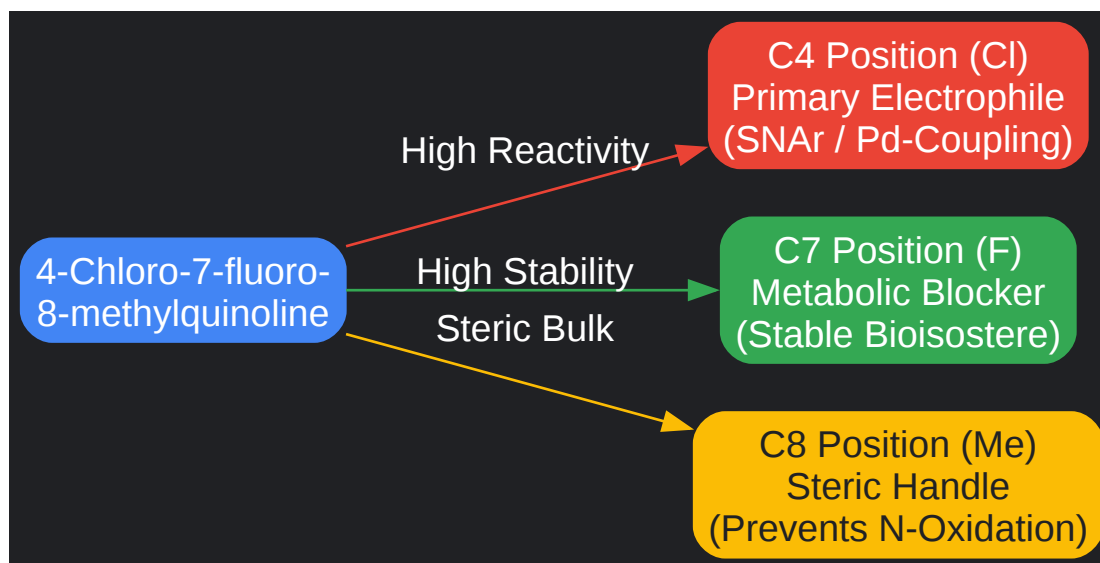 C4 Position (Cl)
Primary Electrophile
(SNAr / Pd-Coupling)
High Reactivity
4-Chloro-7-fluoro-
8-methylquinoline
High Stability
Steric Bulk
C7 Position (F)
Metabolic Blocker
(Stable Bioisostere)
C8 Position (Me)
Steric Handle
(Prevents N-Oxidation)